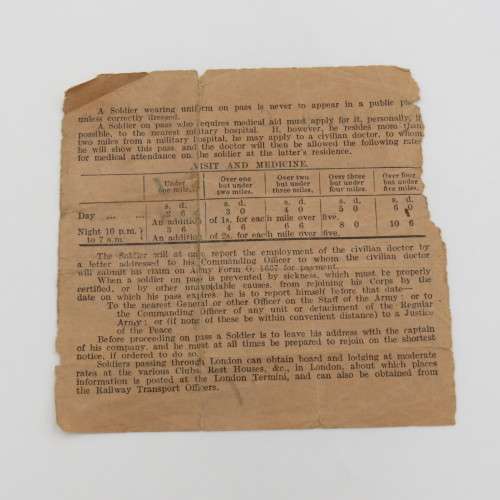 A Soldier wearing uniform on pass is never to appear in a public
unless correctly dressed.
A Soldier on pass who requires medical aid must apply for it, personally, if
possible, to the nearest military hospital. If, however, he resides more than
two miles from a military hospital, he may apply to a civilian doctor, to whom
he will show this pass and the doctor will then be allowed the following rates
for medical attendance on the soldier at the latter's residence.
VISIT AND MEDICINE.
Under one mile. Over one but under two miles. Over two but under three miles. Over three but under four miles. Over four but under five miles.
s. d. s. d. s. d. s. d. s. d.
Day ... ... 2 6 3 0 4 0 5 0 6 0
An addition of 1s. for each mile over five.
Night 10 p.m. } 3 6 4 6 6 6 8 0 10 6
to 7 a.m. } An addition of 2s. for each mile over five.
The Soldier will at once report the employment of the civilian doctor by
a letter addressed to his Commanding Officer to whom the civilian doctor
will submit his claim on Army Form O. 1667 for payment.
When a soldier on pass is prevented by sickness, which must be properly
certified, or by other unavoidable causes, from rejoining his Corps by the
date on which his pass expires, he is to report himself before that date—
To the nearest General or other Officer on the Staff of the Army; or to
the Commanding Officer of any unit or detachment of the Regular
Army; or (if none of these be within convenient distance) to a Justice
of the Peace
Before proceeding on pass a Soldier is to leave his address with the captain
of his company, and he must at all times be prepared to rejoin on the shortest
notice, if ordered to do so.
Soldiers passing through London can obtain board and lodging at moderate
rates at the various Clubs, Rest Houses, &c., in London, about which places
information is posted at the London Termini, and can also be obtained from
the Railway Transport Officers.